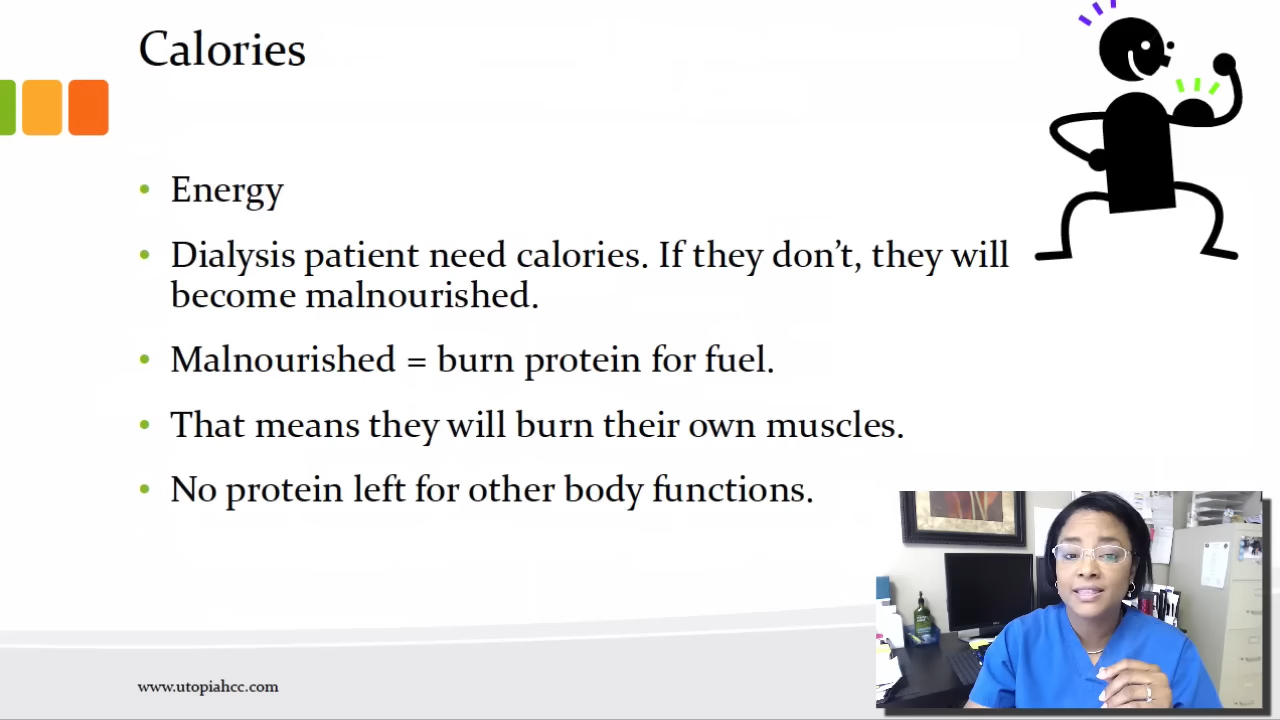 Calories
• Energy
• Dialysis patient need calories. If they don’t, they will
become malnourished.
• Malnourished = burn protein for fuel.
• That means they will burn their own muscles.
• No protein left for other body functions.
www.utopiahcc.com